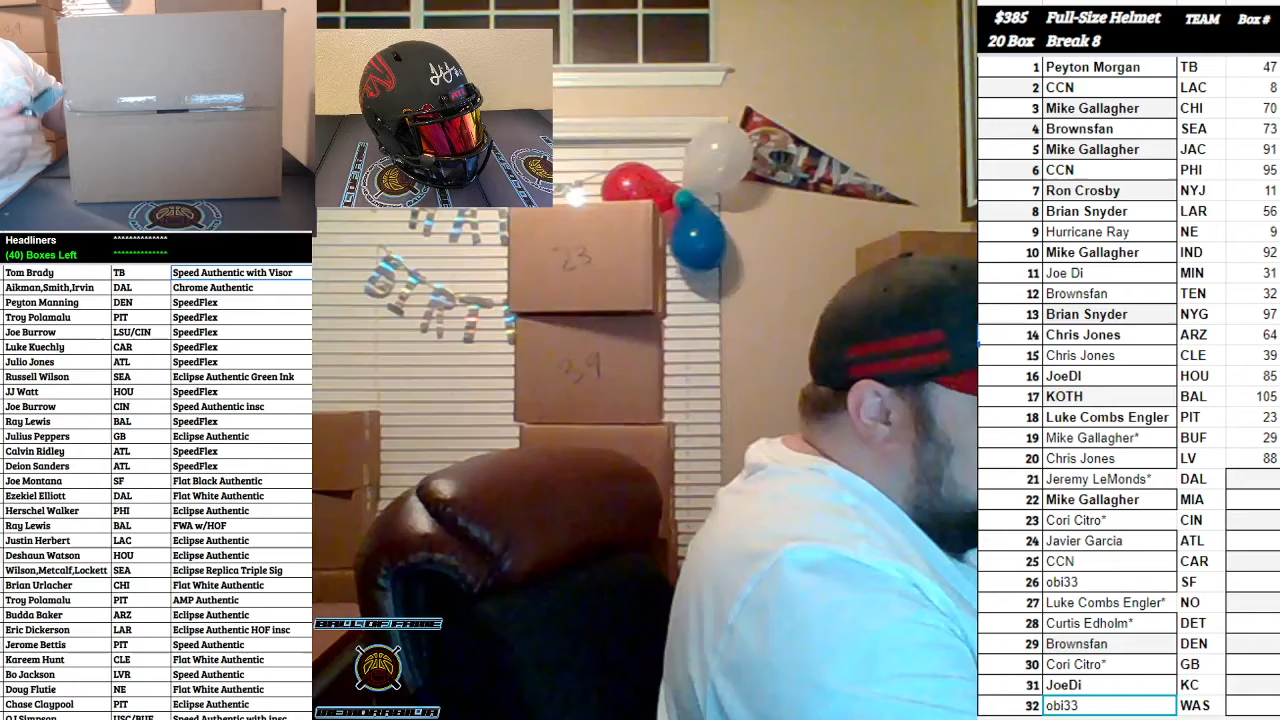 Headliners **************
(40) Boxes Left **************
Tom Brady TB Speed Authentic with Visor
Aikman,Smith,Irvin DAL Chrome Authentic
Peyton Manning DEN SpeedFlex
Troy Polamalu PIT SpeedFlex
Joe Burrow LSU/CIN SpeedFlex
Luke Kuechly CAR SpeedFlex
Julio Jones ATL SpeedFlex
Russell Wilson SEA Eclipse Authentic Green Ink
JJ Watt HOU SpeedFlex
Joe Burrow CIN Speed Authentic insc
Ray Lewis BAL SpeedFlex
Julius Peppers GB Eclipse Authentic
Calvin Ridley ATL SpeedFlex
Deion Sanders ATL SpeedFlex
Joe Montana SF Flat Black Authentic
Ezekiel Elliott DAL Flat White Authentic
Herschel Walker PHI Eclipse Authentic
Ray Lewis BAL FWA w/HOF
Justin Herbert LAC Eclipse Authentic
Deshaun Watson HOU Eclipse Authentic
Wilson,Metcalf,Lockett SEA Eclipse Replica Triple Sig
Brian Urlacher CHI Flat White Authentic
Troy Polamalu PIT AMP Authentic
Budda Baker ARZ Eclipse Authentic
Eric Dickerson LAR Eclipse Authentic HOF insc
Jerome Bettis PIT Speed Authentic
Kareem Hunt CLE Flat White Authentic
Bo Jackson LVR Speed Authentic
Doug Flutie NE Flat White Authentic
Chase Claypool PIT Eclipse Authentic
OJ Simpson USC/BUF Speed Authentic with insc
23
39
BALLS OF FAME
MEMORABILIA
$385 Full-Size Helmet TEAM Box #
20 Box Break 8
1 Peyton Morgan TB 47
2 CCN LAC 8
3 Mike Gallagher CHI 70
4 Brownsfan SEA 73
5 Mike Gallagher JAC 91
6 CCN PHI 95
7 Ron Crosby NYJ 11
8 Brian Snyder LAR 56
9 Hurricane Ray NE 9
10 Mike Gallagher IND 92
11 Joe Di MIN 31
12 Brownsfan TEN 32
13 Brian Snyder NYG 97
14 Chris Jones ARZ 64
15 Chris Jones CLE 39
16 JoeDI HOU 85
17 KOTH BAL 105
18 Luke Combs Engler PIT 23
19 Mike Gallagher* BUF 29
20 Chris Jones LV 88
21 Jeremy LeMonds* DAL
22 Mike Gallagher MIA
23 Cori Citro* CIN
24 Javier Garcia ATL
25 CCN CAR
26 obi33 SF
27 Luke Combs Engler* NO
28 Curtis Edholm* DET
29 Brownsfan DEN
30 Cori Citro* GB
31 JoeDi KC
32 obi33 WAS